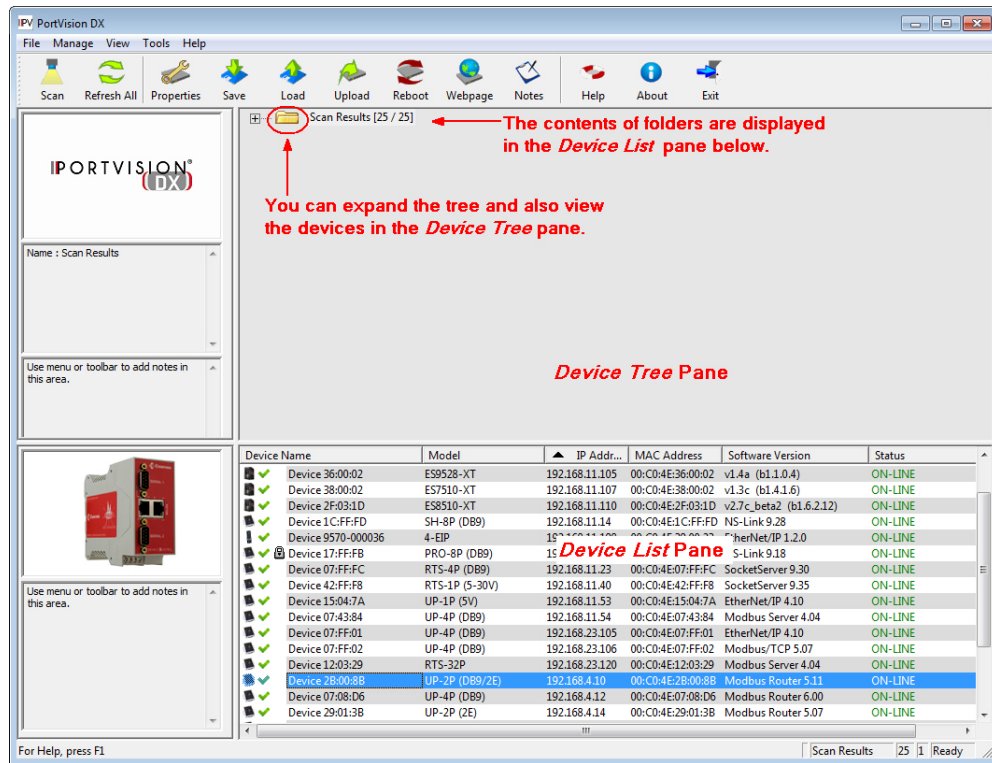 IPV PortVision DX
File Manage View Tools Help
Scan Refresh All Properties Save Load Upload Reboot Webpage Notes Help About Exit
PORTVISION®
DX
Name : Scan Results
Use menu or toolbar to add notes in
this area.
Scan Results [25 / 25]
The contents of folders are displayed
in the Device List pane below.
You can expand the tree and also view
the devices in the Device Tree pane.
Device Tree Pane
Device Name Model IP Addr... MAC Address Software Version Status
Device 36:00:02 ES9528-XT 192.168.11.105 00:C0:4E:36:00:02 v1.4a (b1.1.0.4) ON-LINE
Device 38:00:02 ES7510-XT 192.168.11.107 00:C0:4E:38:00:02 v1.3c (b1.4.1.6) ON-LINE
Device 2F:03:1D ES8510-XT 192.168.11.110 00:C0:4E:2F:03:1D v2.7c_beta2 (b1.6.2.12) ON-LINE
Device 1C:FF:FD SH-8P (DB9) 192.168.11.14 00:C0:4E:1C:FF:FD NS-Link 9.28 ON-LINE
Device 9570-000036 4-EIP EtherNet/IP 1.2.0 ON-LINE
Device 17:FF:FB PRO-8P (DB9) 9.18 ON-LINE
Device List Pane
Device 07:FF:FC RTS-4P (DB9) 192.168.11.23 00:C0:4E:07:FF:FC SocketServer 9.30 ON-LINE
Device 42:FF:F8 RTS-1P (5-30V) 192.168.11.40 00:C0:4E:42:FF:F8 SocketServer 9.35 ON-LINE
Device 15:04:7A UP-1P (5V) 192.168.11.53 00:C0:4E:15:04:7A EtherNet/IP 4.10 ON-LINE
Device 07:43:84 UP-4P (DB9) 192.168.11.54 00:C0:4E:07:43:84 Modbus Server 4.04 ON-LINE
Device 07:FF:01 UP-4P (DB9) 192.168.23.105 00:C0:4E:07:FF:01 EtherNet/IP 4.10 ON-LINE
Device 07:FF:02 UP-4P (DB9) 192.168.23.106 00:C0:4E:07:FF:02 Modbus/TCP 5.07 ON-LINE
Device 12:03:29 RTS-32P 192.168.23.120 00:C0:4E:12:03:29 Modbus Server 4.04 ON-LINE
Device 2B:00:8B UP-2P (DB9/2E) 192.168.4.10 00:C0:4E:2B:00:8B Modbus Router 5.11 ON-LINE
Device 07:08:D6 UP-4P (DB9) 192.168.4.12 00:C0:4E:07:08:D6 Modbus Router 6.00 ON-LINE
Device 29:01:3B UP-2P (2E) 192.168.4.14 00:C0:4E:29:01:3B Modbus Router 5.07 ON-LINE
Use menu or toolbar to add notes in
this area.
For Help, press F1
Scan Results 25 1 Ready